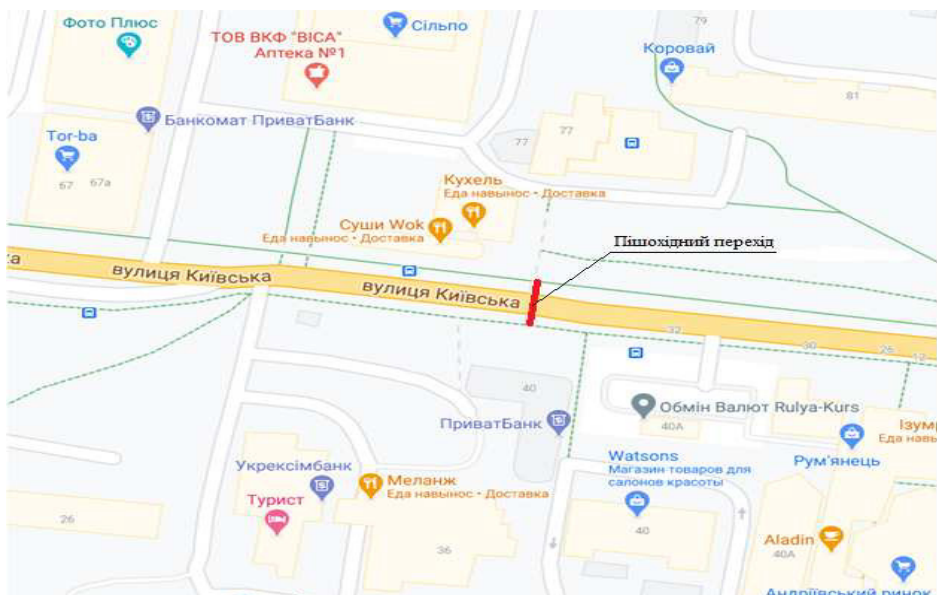 Фото Плюс
Сільпо
79
ТОВ ВКФ "ВІСА"
Аптека №1
Коровай
81
Банкомат ПриватБанк
Tor-ba
67
67а
77
77
Кухель
Еда навынос • Доставка
Суши Wok
Еда навынос • Доставка
Пішохідний перехід
ка
вулиця Київська
вулиця Київська
32
30
26
12
40
ПриватБанк
Обмін Валют Rulya-Kurs
40А
Ізумр
Еда навы
Рум'янець
Watsons
Магазин товаров для
салонов красоты
Укрексімбанк
Меланж
Еда навынос • Доставка
Турист
26
36
40
Aladin
40А
Андріївський ринок